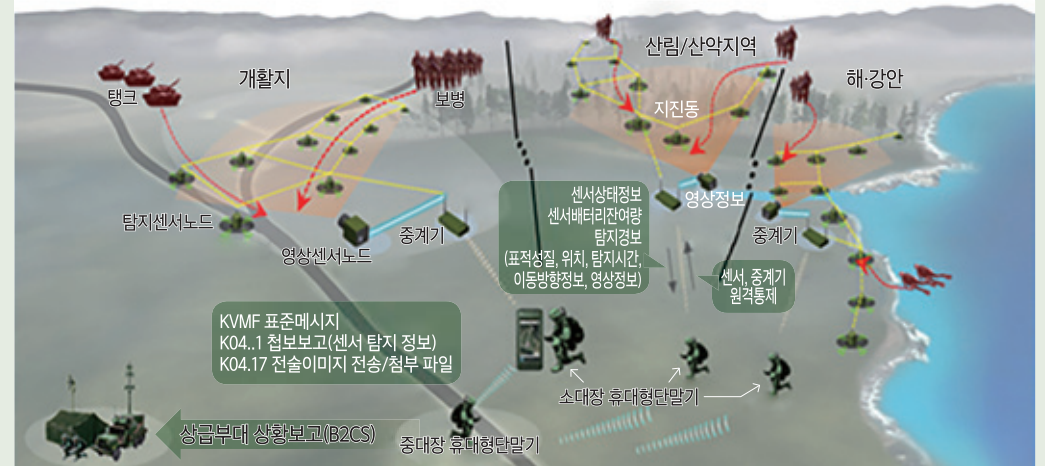 개활지
산림/산악지역
해·강안
탱크
보병
지진동
탐지센서노드
영상센서노드
중계기
센서상태정보
센서배터리잔여량
탐지경보
(표적성질, 위치, 탐지시간,
이동방향정보, 영상정보)
영상정보
중계기
센서, 중계기
원격통제
KVMF 표준메시지
K04..1 첩보보고(센서 탐지 정보)
K04.17 전술이미지 전송/첨부 파일
소대장 휴대형단말기
상급부대 상황보고(B2CS)
중대장 휴대형단말기